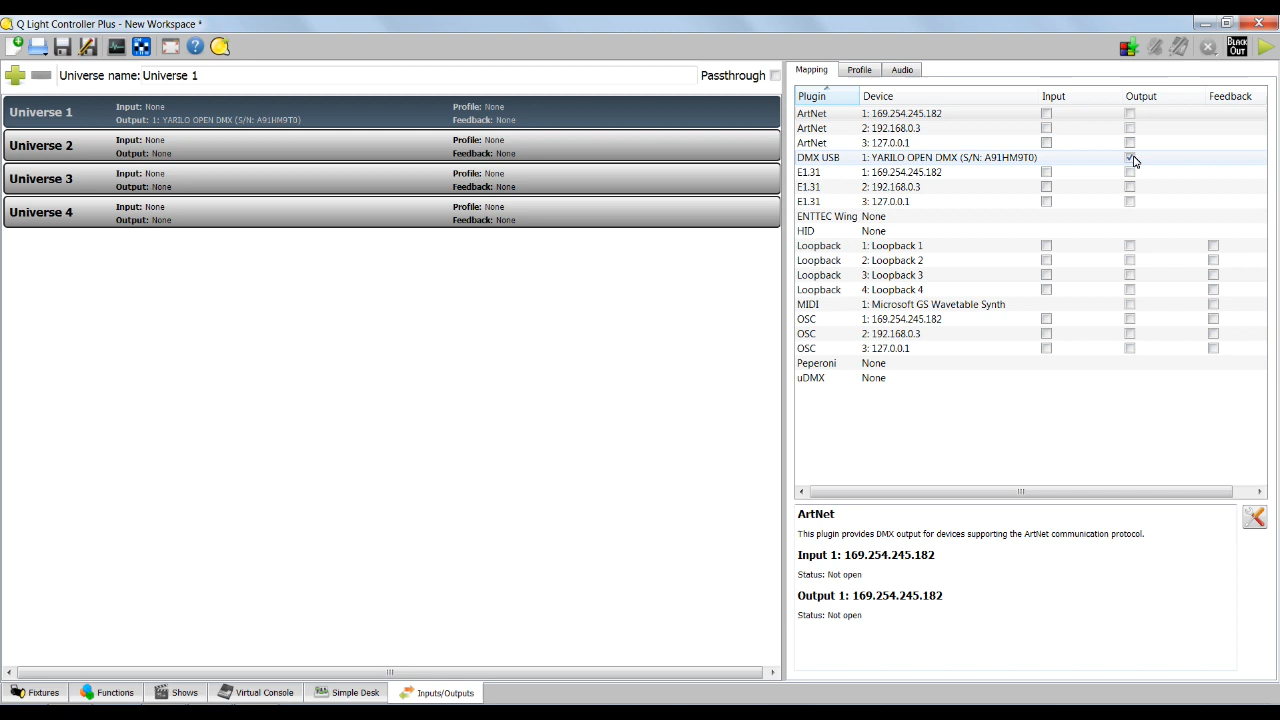 Q Light Controller Plus - New Workspace *
BLACK
OUT
Universe name: Universe 1
Passthrough
Universe 1
Input: None
Output: 1: YARILO OPEN DMX (S/N: A91HM9T0)
Profile: None
Feedback: None
Universe 2
Input: None
Output: None
Profile: None
Feedback: None
Universe 3
Input: None
Output: None
Profile: None
Feedback: None
Universe 4
Input: None
Output: None
Profile: None
Feedback: None
Mapping Profile Audio
Plugin Device Input Output Feedback
ArtNet 1: 169.254.245.182
ArtNet 2: 192.168.0.3
ArtNet 3: 127.0.0.1
DMX USB 1: YARILO OPEN DMX (S/N: A91HM9T0)
E1.31 1: 169.254.245.182
E1.31 2: 192.168.0.3
E1.31 3: 127.0.0.1
ENTTEC Wing None
HID None
Loopback 1: Loopback 1
Loopback 2: Loopback 2
Loopback 3: Loopback 3
Loopback 4: Loopback 4
MIDI 1: Microsoft GS Wavetable Synth
OSC 1: 169.254.245.182
OSC 2: 192.168.0.3
OSC 3: 127.0.0.1
Peperoni None
uDMX None
ArtNet
This plugin provides DMX output for devices supporting the ArtNet communication protocol.
Input 1: 169.254.245.182
Status: Not open
Output 1: 169.254.245.182
Status: Not open
Fixtures Functions Shows Virtual Console Simple Desk Inputs/Outputs